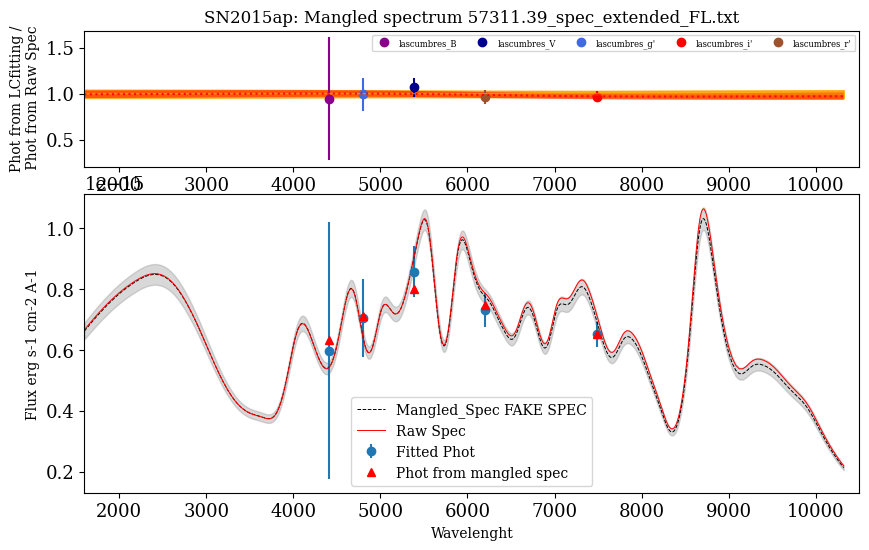 SN2015ap: Mangled spectrum 57311.39_spec_extended_FL.txt
Phot from LCfitting /
Phot from Raw Spec
1.5
1.0
0.5
lascumbres_B
lascumbres_V
lascumbres_g'
lascumbres_i'
lascumbres_r'
2000 3000 4000 5000 6000 7000 8000 9000 10000
1e−15
Flux erg s-1 cm-2 A-1
1.0
0.8
0.6
0.4
0.2
Mangled_Spec FAKE SPEC
Raw Spec
Fitted Phot
Phot from mangled spec
2000 3000 4000 5000 6000 7000 8000 9000 10000
Wavelenght